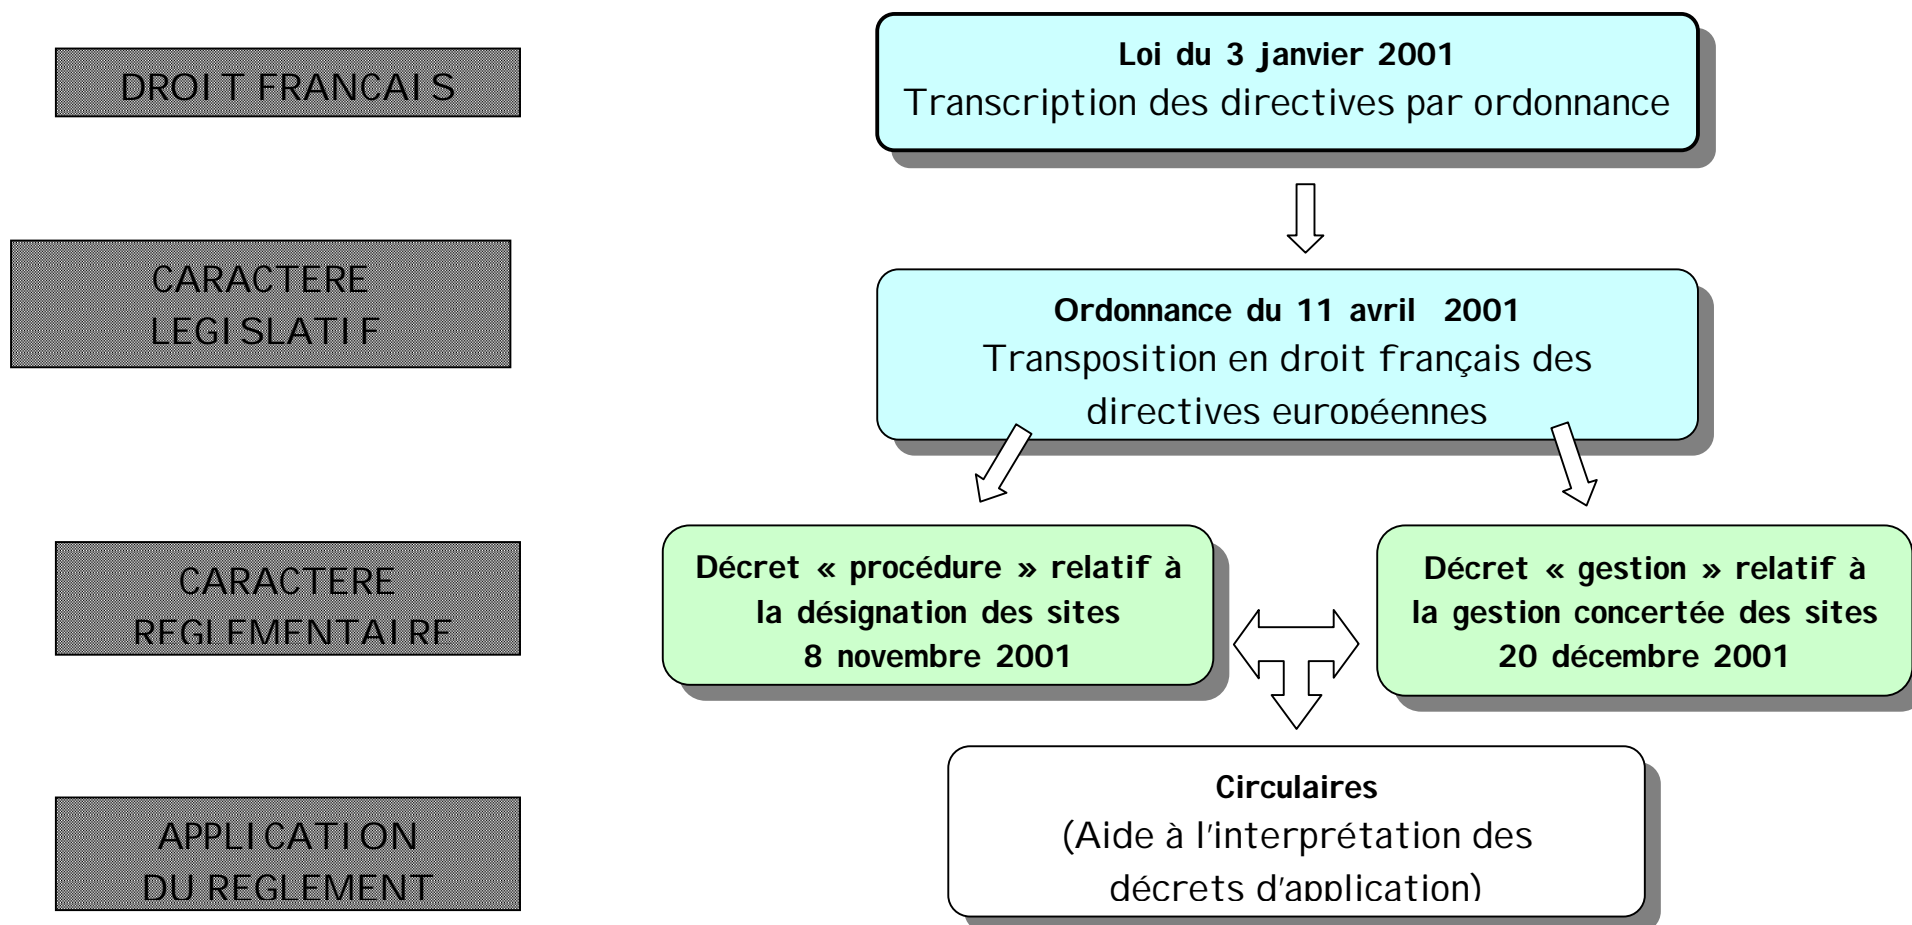 DROIT FRANCAIS
Loi du 3 janvier 2001
Transcription des directives par ordonnance
CARACTERE
LEGISLATIF
Ordonnance du 11 avril 2001
Transposition en droit français des
directives européennes
CARACTERE
REGLEMENTAIRE
Décret « procédure » relatif à
la désignation des sites
8 novembre 2001
Décret « gestion » relatif à
la gestion concertée des sites
20 décembre 2001
APPLICATION
DU REGLEMENT
Circulaires
(Aide à l'interprétation des
décrets d'application)